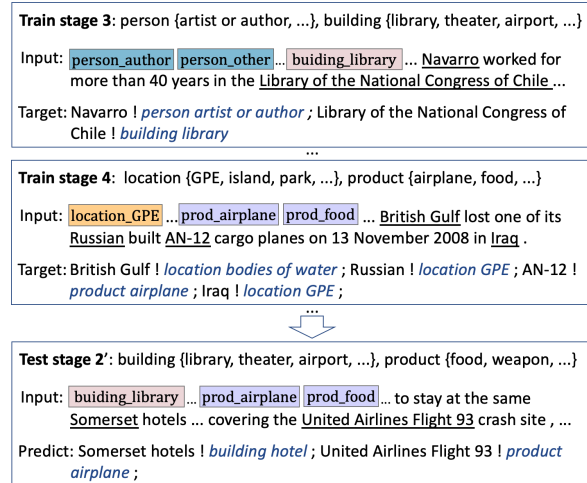 Train stage 3: person {artist or author, ...}, building {library, theater, airport, ...}
Input: person_author person_other ... buiding_library ... Navarro worked for
more than 40 years in the Library of the National Congress of Chile ...
Target: Navarro ! person artist or author ; Library of the National Congress of
Chile ! building library
...
Train stage 4: location {GPE, island, park, ...}, product {airplane, food, ...}
Input: location_GPE ... prod_airplane prod_food ... British Gulf lost one of its
Russian built AN-12 cargo planes on 13 November 2008 in Iraq .
Target: British Gulf ! location bodies of water ; Russian ! location GPE ; AN-12 !
product airplane ; Iraq ! location GPE ;
...
Test stage 2′: building {library, theater, airport, ...}, product {food, weapon, ...}
Input: buiding_library ... prod_airplane prod_food ... to stay at the same
Somerset hotels ... covering the United Airlines Flight 93 crash site , ...
Predict: Somerset hotels ! building hotel ; United Airlines Flight 93 ! product
airplane ;